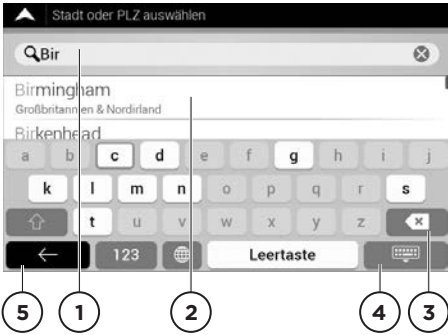 Stadt oder PLZ auswählen
Bir
Birmingham
Großbritannien & Nordirland
Birkenhead
a b c d e f g h i j
k l m n o p q r s
t u v w x y z
123 Leertaste
5 1 2 4 3